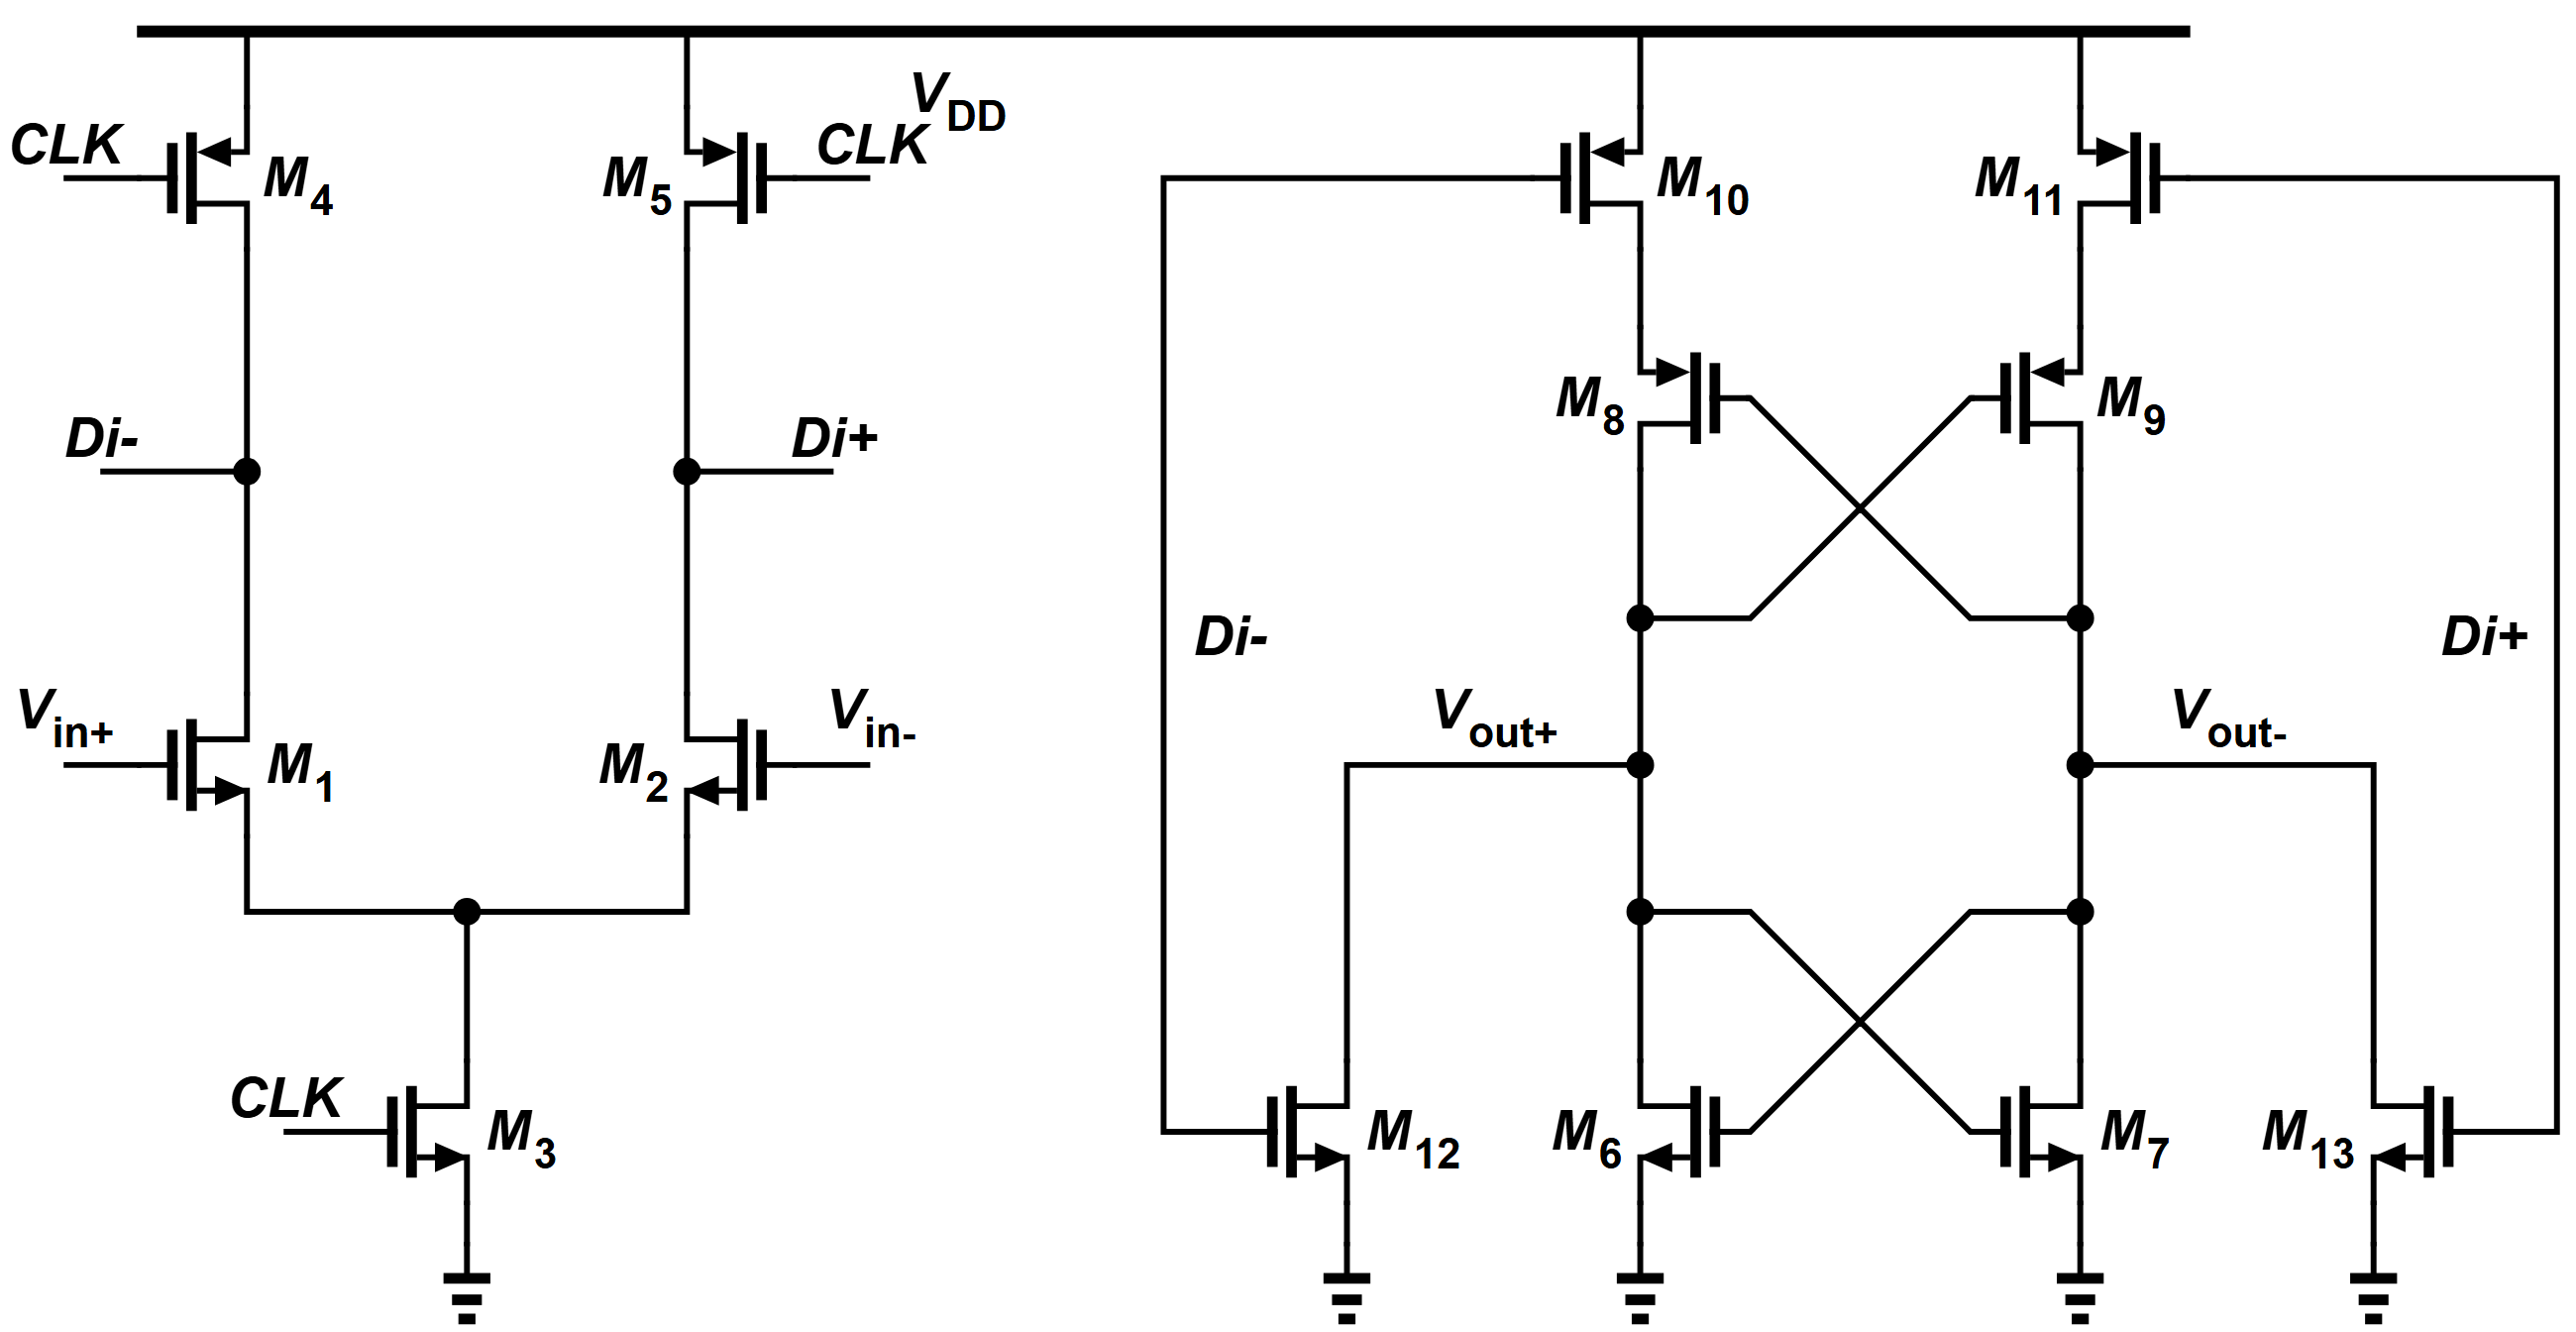 VDD
CLK
M4
M5
CLK
M10
M11
M8
M9
Di-
Di+
Di-
Di+
Vin+
M1
M2
Vin-
Vout+
Vout-
CLK
M3
M12
M6
M7
M13